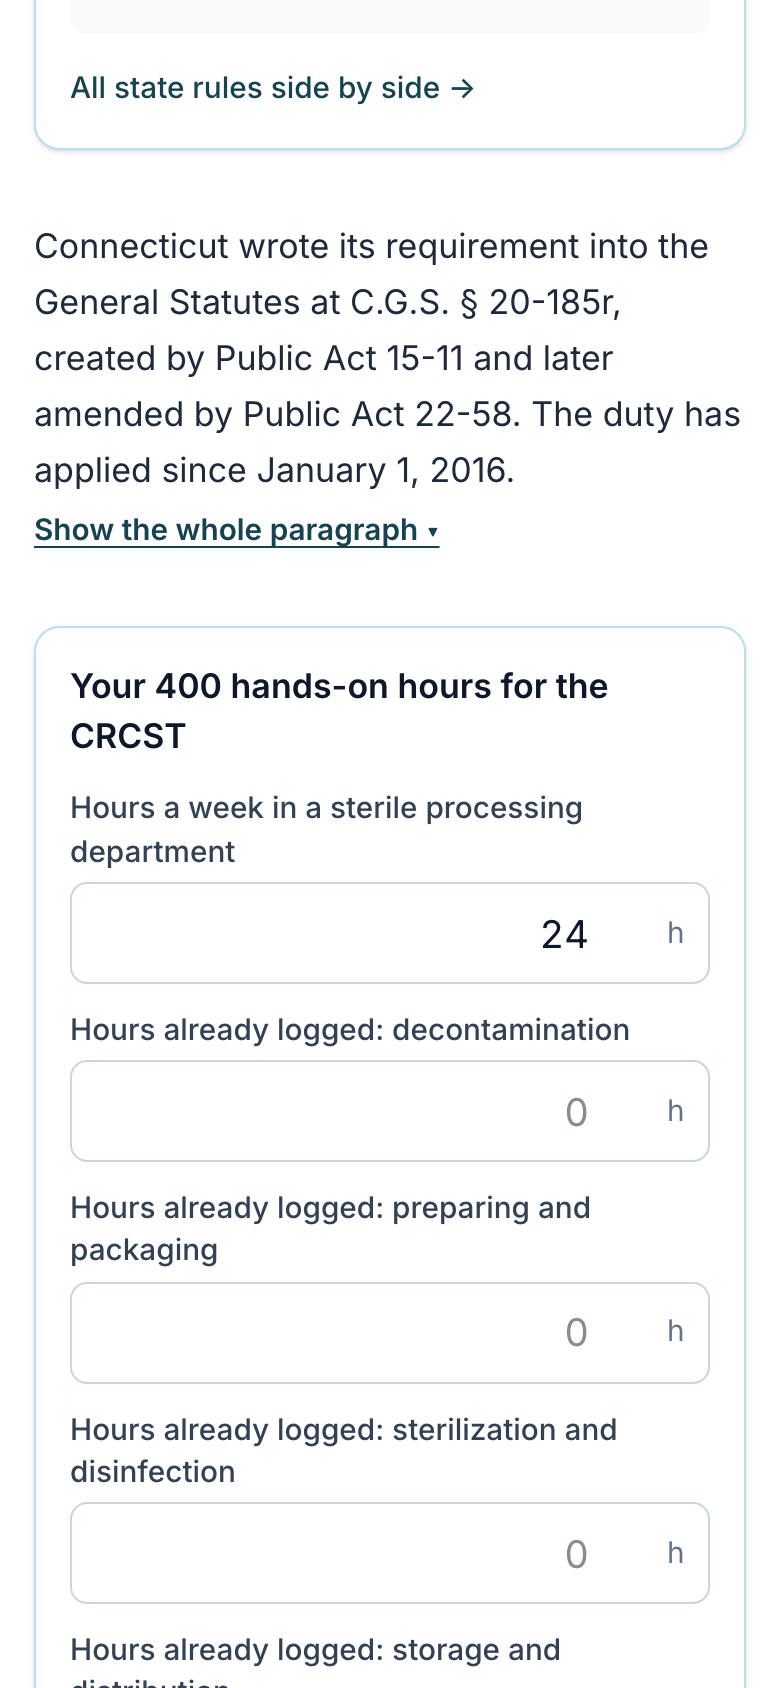 All state rules side by side →
Connecticut wrote its requirement into the
General Statutes at C.G.S. § 20-185r,
created by Public Act 15-11 and later
amended by Public Act 22-58. The duty has
applied since January 1, 2016.
Show the whole paragraph ▾
Your 400 hands-on hours for the
CRCST
Hours a week in a sterile processing
department
24 h
Hours already logged: decontamination
0 h
Hours already logged: preparing and
packaging
0 h
Hours already logged: sterilization and
disinfection
0 h
Hours already logged: storage and
distribution